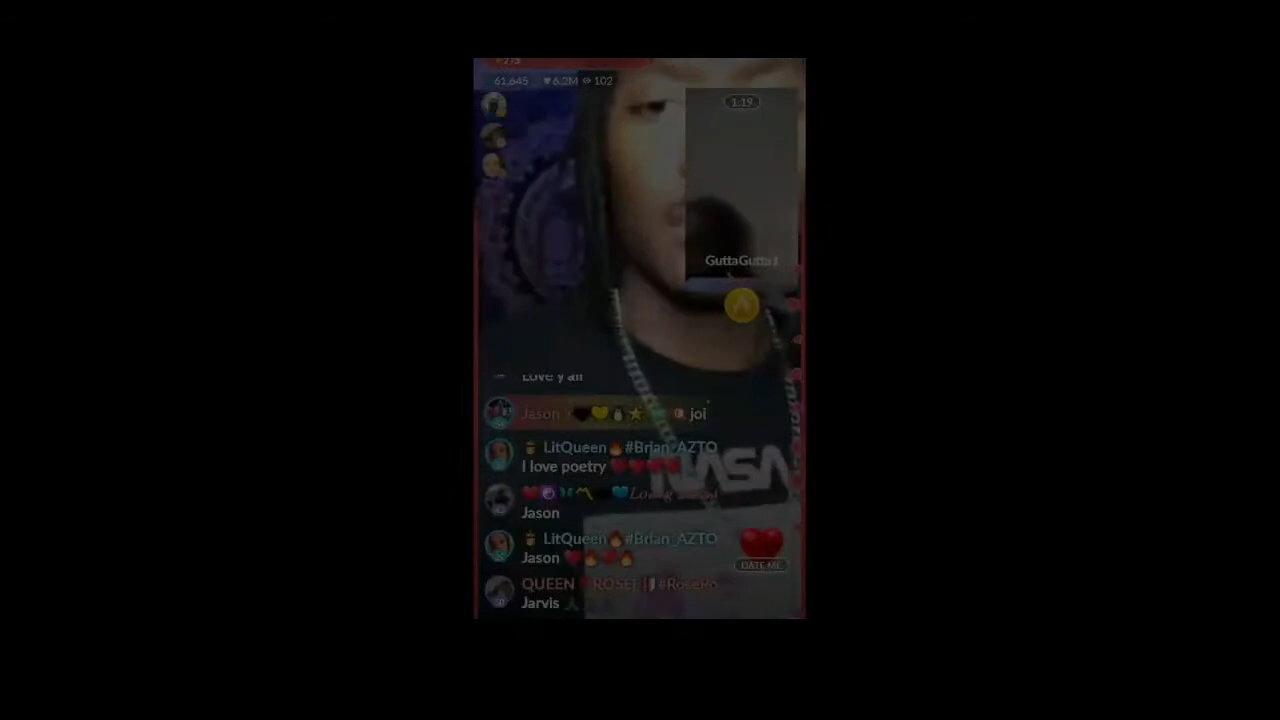 61,645 ♥6.2M 102
1:19
GuttaGutta
Love y'all
Jason 🖤💛⭐ joi
LitQueen🔥#Brian_AZTO
I love poetry ❤️❤️❤️❤️
NASA
Jason
LitQueen🔥#Brian_AZTO
Jason ❤️🔥❤️🔥
DATE ME
QUEEN ROSE #RoseRo
Jarvis